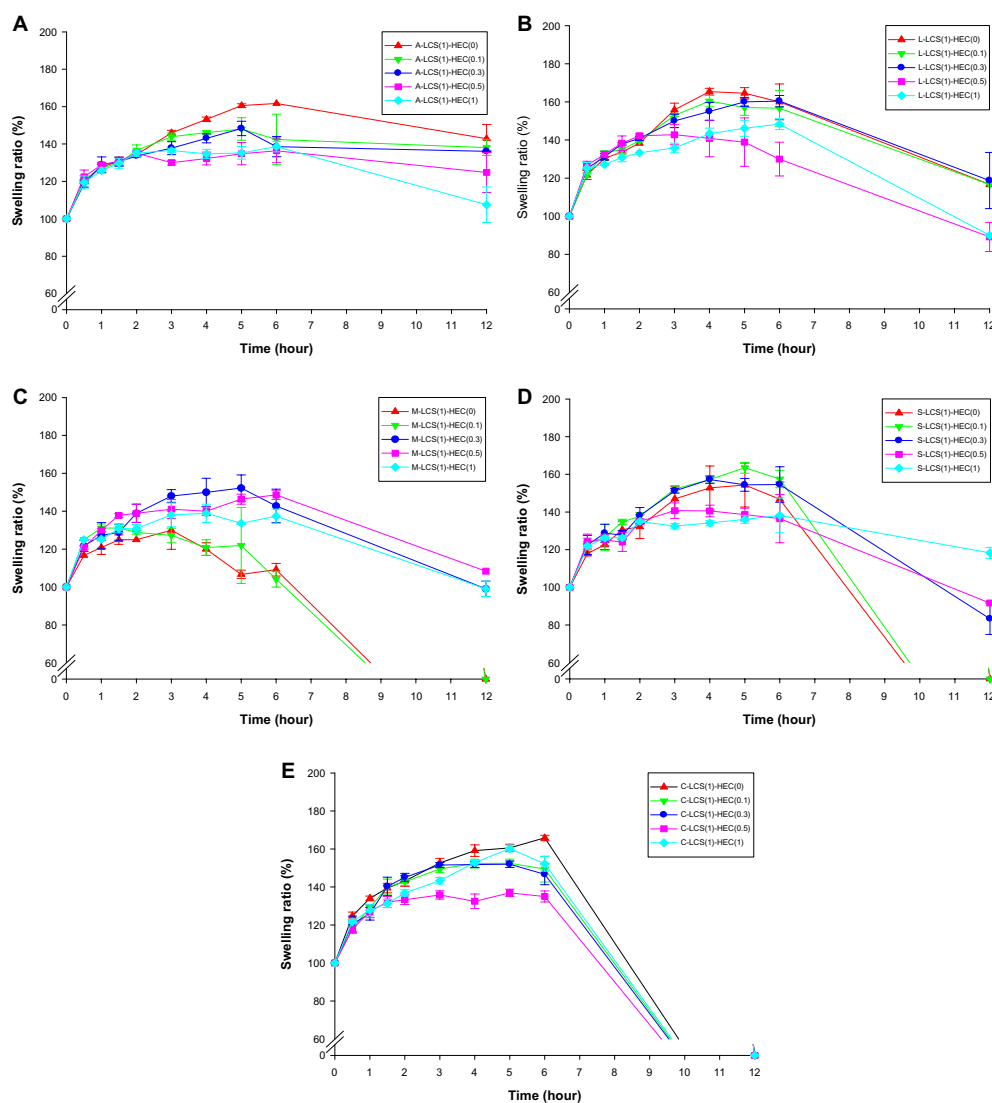 A
Swelling ratio (%)
200
180
160
140
120
100
80
60
0
0 1 2 3 4 5 6 7 8 9 10 11 12
Time (hour)
A-LCS(1)-HEC(0)
A-LCS(1)-HEC(0.1)
A-LCS(1)-HEC(0.3)
A-LCS(1)-HEC(0.5)
A-LCS(1)-HEC(1)
B
Swelling ratio (%)
200
180
160
140
120
100
80
60
0
0 1 2 3 4 5 6 7 8 9 10 11 12
Time (hour)
L-LCS(1)-HEC(0)
L-LCS(1)-HEC(0.1)
L-LCS(1)-HEC(0.3)
L-LCS(1)-HEC(0.5)
L-LCS(1)-HEC(1)
C
Swelling ratio (%)
200
180
160
140
120
100
80
60
0
0 1 2 3 4 5 6 7 8 9 10 11 12
Time (hour)
M-LCS(1)-HEC(0)
M-LCS(1)-HEC(0.1)
M-LCS(1)-HEC(0.3)
M-LCS(1)-HEC(0.5)
M-LCS(1)-HEC(1)
D
Swelling ratio (%)
200
180
160
140
120
100
80
60
0
0 1 2 3 4 5 6 7 8 9 10 11 12
Time (hour)
S-LCS(1)-HEC(0)
S-LCS(1)-HEC(0.1)
S-LCS(1)-HEC(0.3)
S-LCS(1)-HEC(0.5)
S-LCS(1)-HEC(1)
E
Swelling ratio (%)
200
180
160
140
120
100
80
60
0
0 1 2 3 4 5 6 7 8 9 10 11 12
Time (hour)
C-LCS(1)-HEC(0)
C-LCS(1)-HEC(0.1)
C-LCS(1)-HEC(0.3)
C-LCS(1)-HEC(0.5)
C-LCS(1)-HEC(1)